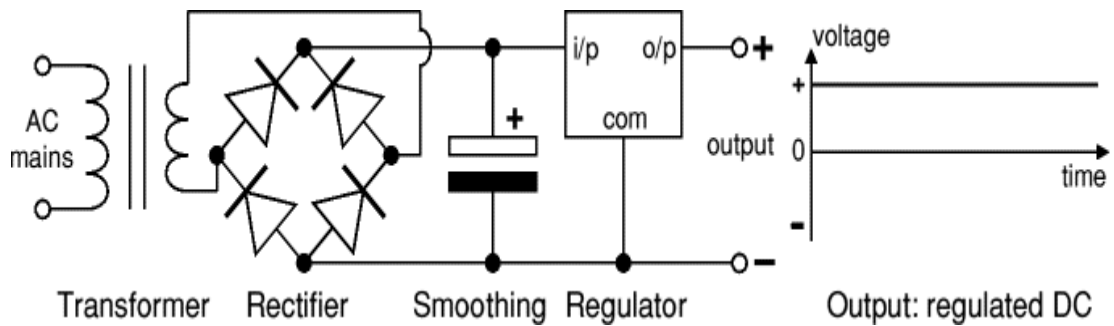 AC
mains
+
i/p o/p
com
+
−
voltage
+
output 0
time
-
Transformer Rectifier Smoothing Regulator Output: regulated DC